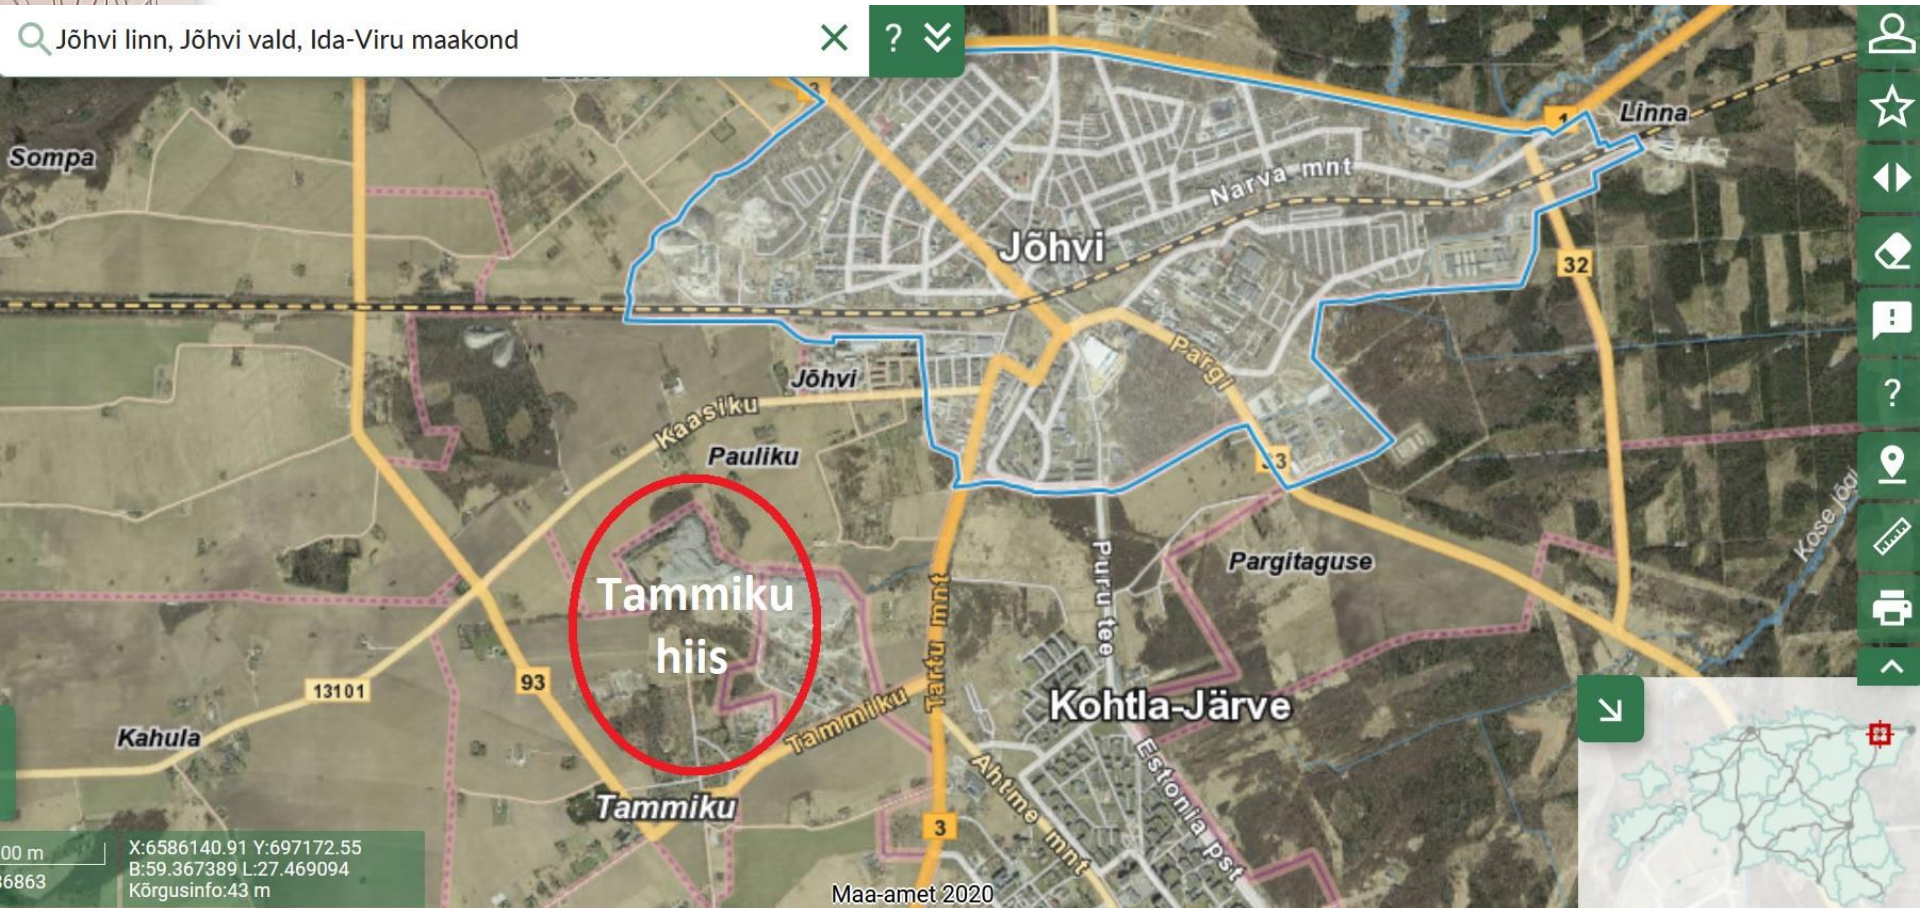 Jõhvi linn, Jõhvi vald, Ida-Viru maakond
?
1
Linna
Sompa
Narva mnt
Jõhvi
32
Pargi
Jõhvi
Kaasiku
?
Pauliku
Kose jõgi
Pargitaguse
Puru tee
Tammiku
hiis
Tartu mnt
93
13101
Kohtla-Järve
Tammiku
Kahula
Ahtme mnt
Estonia pst
Tammiku
3
00 m
36863
X:6586140.91 Y:697172.55
B:59.367389 L:27.469094
Kõrgusinfo:43 m
Maa-amet 2020